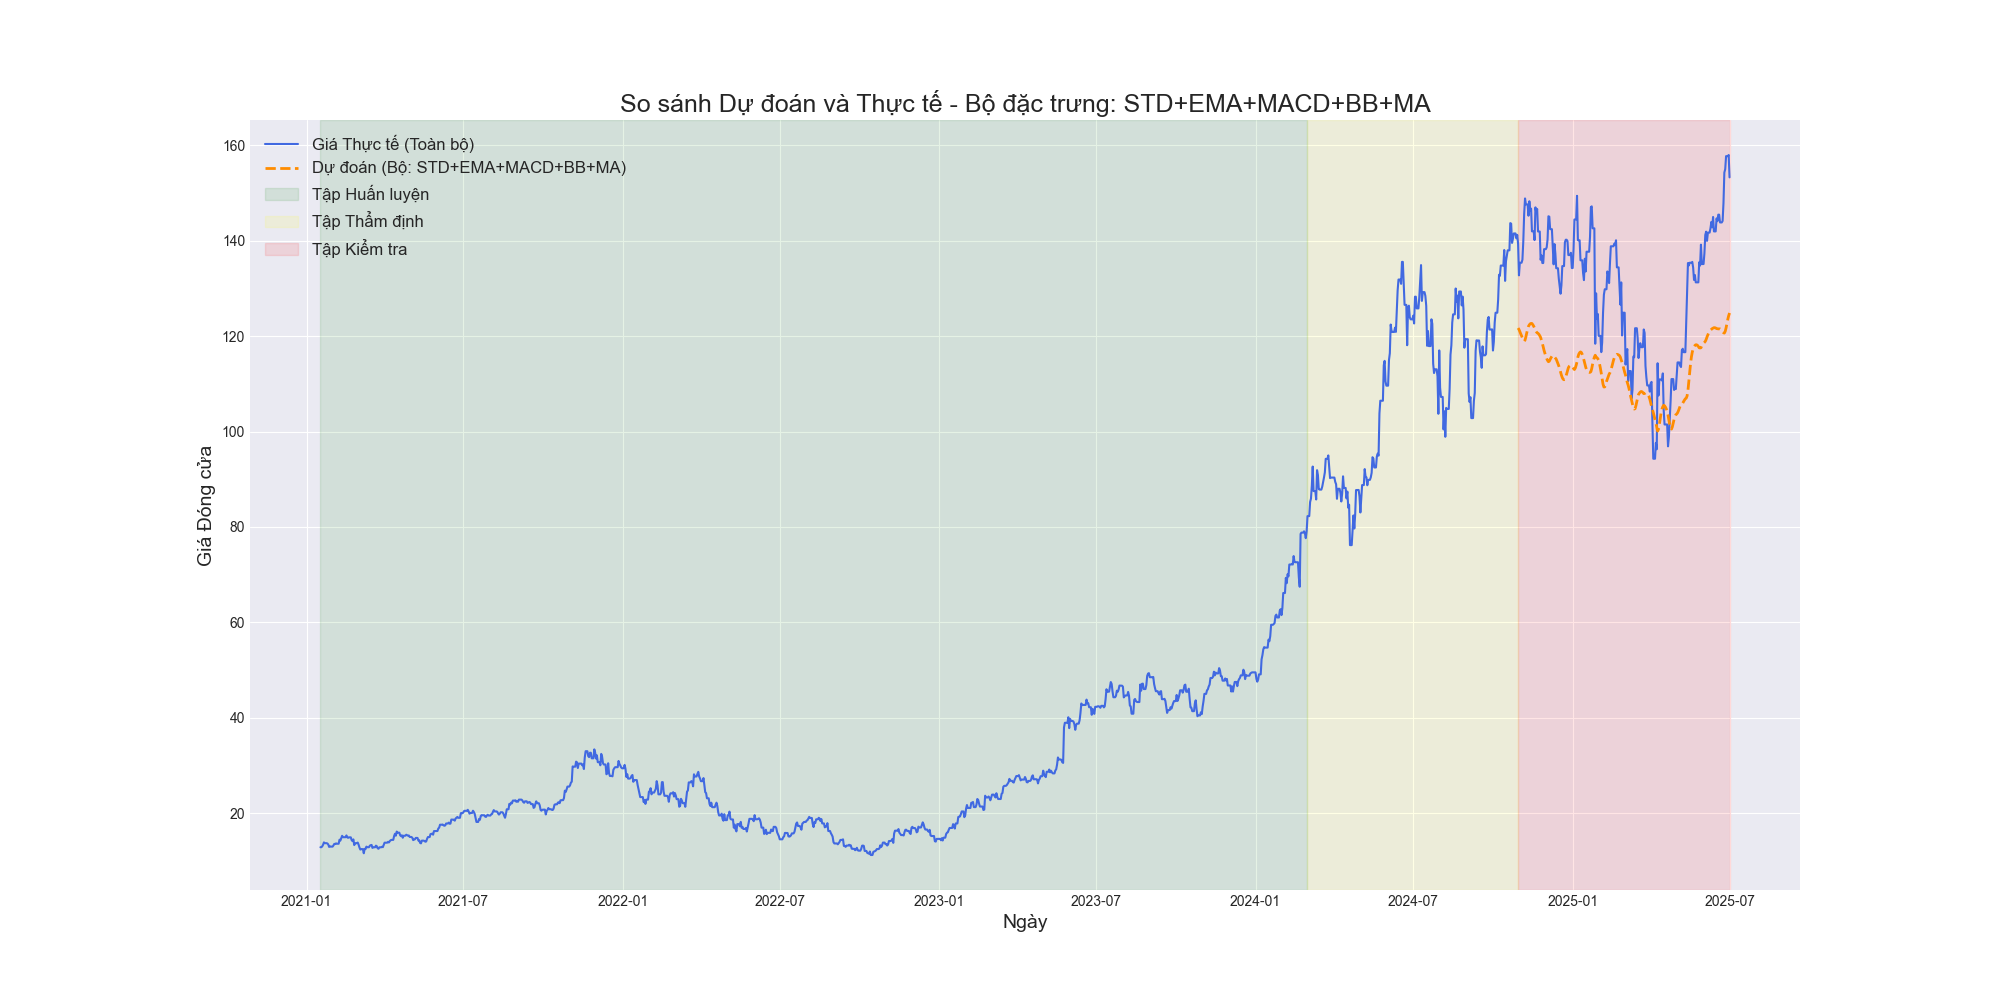 So sánh Dự đoán và Thực tế - Bộ đặc trưng: STD+EMA+MACD+BB+MA
Giá Thực tế (Toàn bộ)
Dự đoán (Bộ: STD+EMA+MACD+BB+MA)
Tập Huấn luyện
Tập Thẩm định
Tập Kiểm tra
Giá Đóng cửa
160
140
120
100
80
60
40
20
2021-01 2021-07 2022-01 2022-07 2023-01 2023-07 2024-01 2024-07 2025-01 2025-07
Ngày